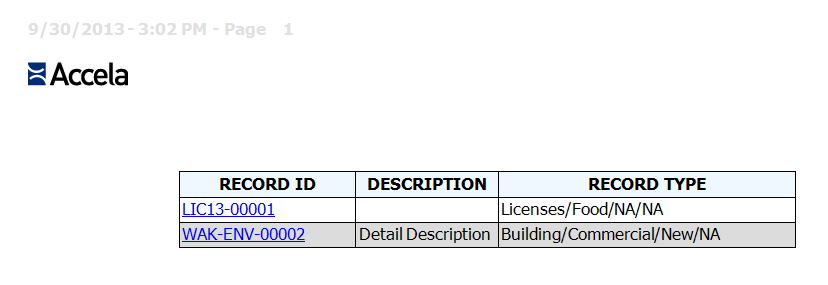 9/30/2013 - 3:02 PM - Page 1
Accela
RECORD ID DESCRIPTION RECORD TYPE
LIC13-00001 Licenses/Food/NA/NA
WAK-ENV-00002 Detail Description Building/Commercial/New/NA